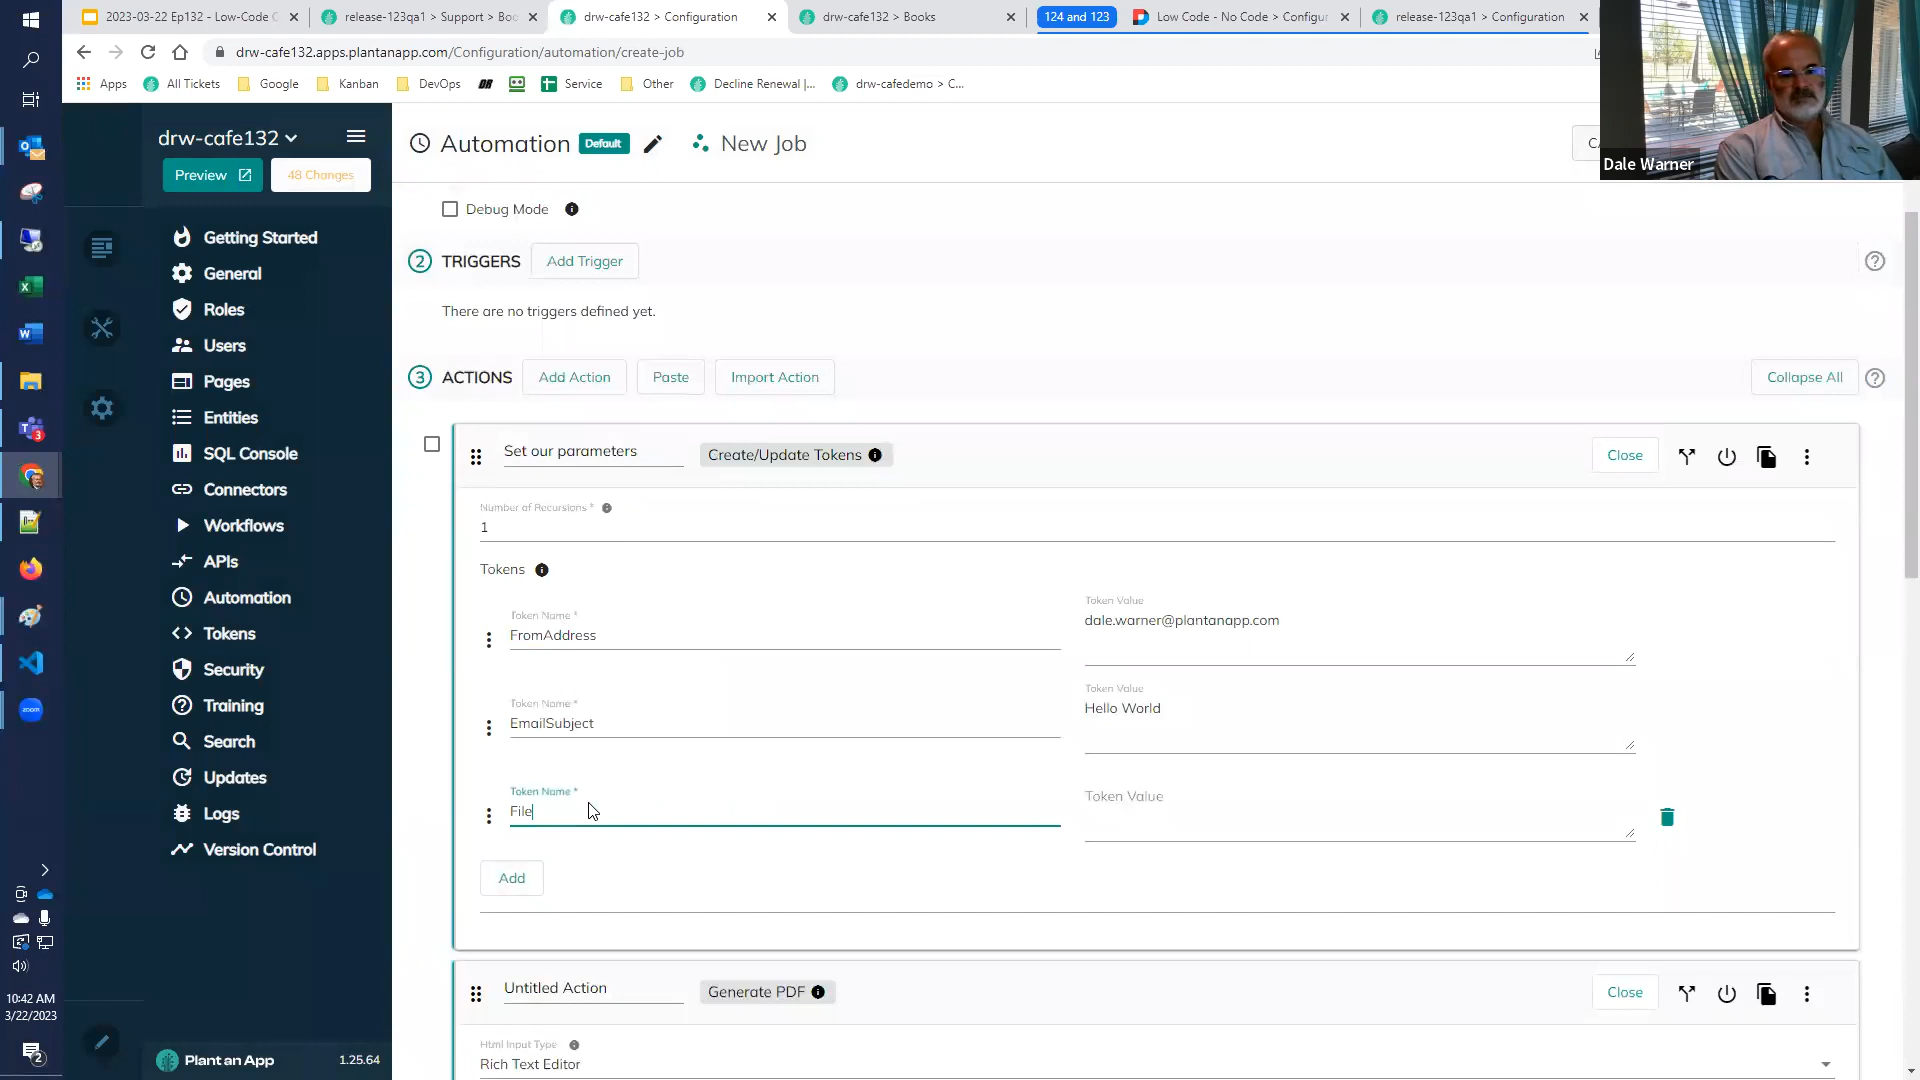 2023-03-22 Ep132 - Low-Code C
release-123qa1 > Support > Boo
drw-cafe132 > Configuration
drw-cafe132 > Books
124 and 123
Low Code - No Code > Configur
release-123qa1 > Configuration
drw-cafe132.apps.plantanapp.com/Configuration/automation/create-job
Apps
All Tickets
Google
Kanban
DevOps
Service
Other
Decline Renewal |...
drw-cafedemo > C...
Dale Warner
drw-cafe132
Preview
48 Changes
Getting Started
General
Roles
Users
Pages
Entities
SQL Console
Connectors
Workflows
APIs
Automation
Tokens
Security
Training
Search
Updates
Logs
Version Control
Plant an App
1.25.64
Automation
Default
New Job
CA
Debug Mode
2 TRIGGERS
Add Trigger
There are no triggers defined yet.
3 ACTIONS
Add Action
Paste
Import Action
Collapse All
Set our parameters
Create/Update Tokens
Close
Number of Recursions *
1
Tokens
Token Name *
FromAddress
Token Value
dale.warner@plantanapp.com
Token Name *
EmailSubject
Token Value
Hello World
Token Name *
File
Token Value
Add
Untitled Action
Generate PDF
Close
Html Input Type
Rich Text Editor
3
zoom
10:42 AM
3/22/2023
2